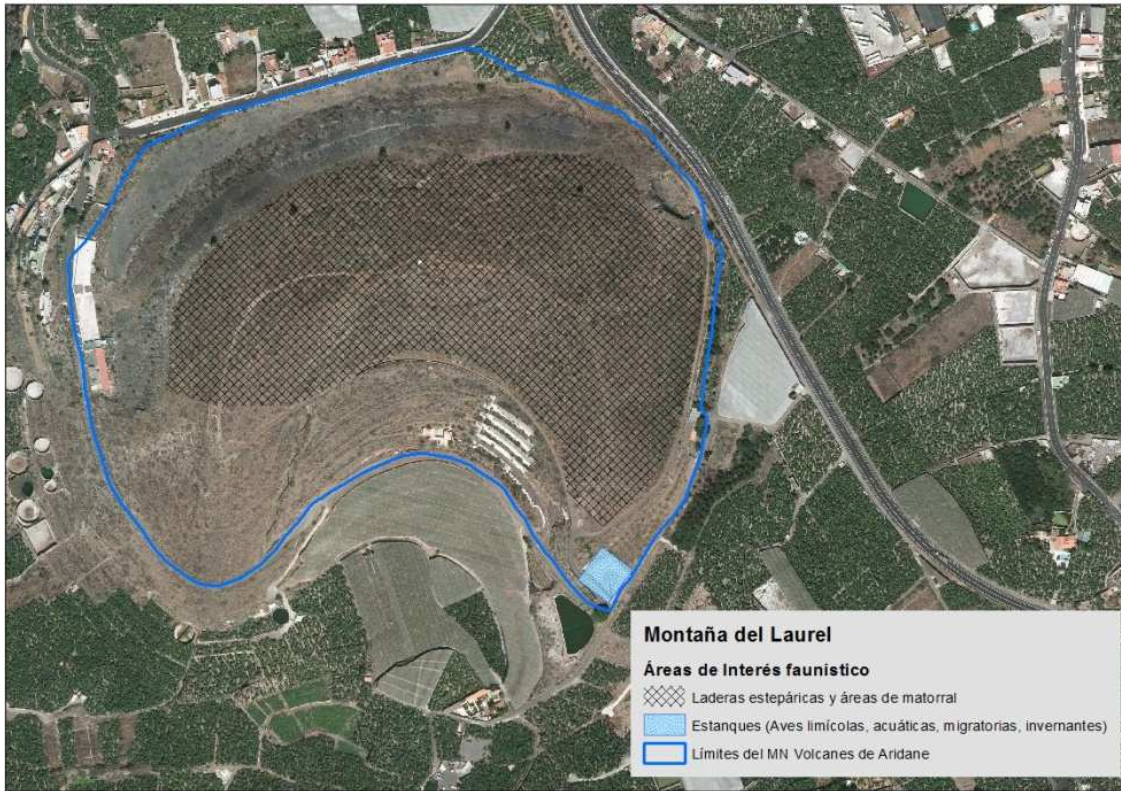 Montaña del Laurel
Áreas de Interés faunístico
Laderas estepáricas y áreas de matorral
Estanques (Aves limícolas, acuáticas, migratorias, invernantes)
Límites del MN Volcanes de Aridane